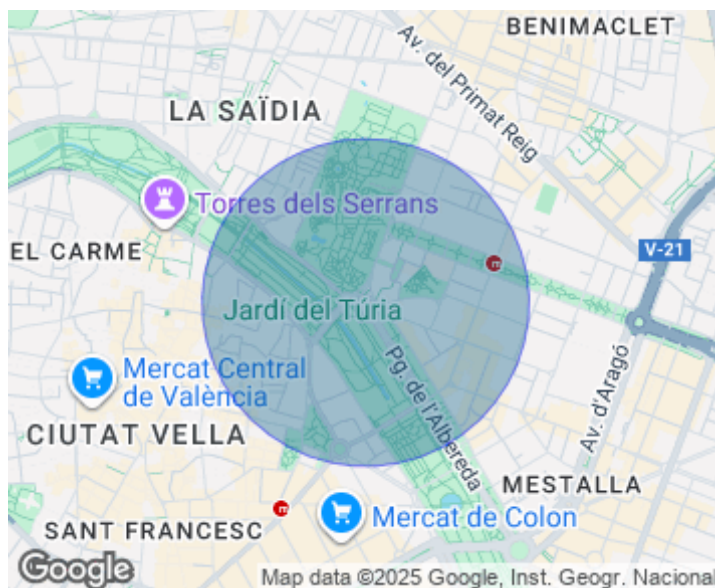 BENIMACLET
Av. del Primat Reig
LA SAÏDIA
Torres dels Serrans
EL CARME
V-21
Jardí del Túria
Mercat Central
de València
Pg. de l'Albereda
Av. d'Aragó
CIUTAT VELLA
MESTALLA
Mercat de Colon
SANT FRANCESC
Google
Map data ©2025 Google, Inst. Geogr. Nacional